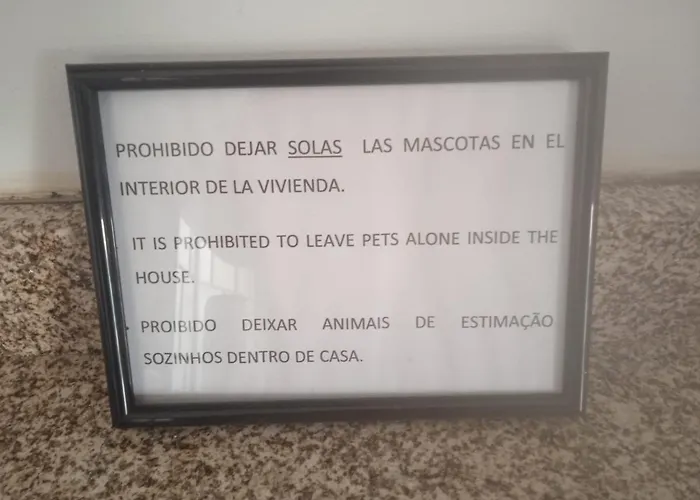 PROHIBIDO DEJAR SOLAS LAS MASCOTAS EN EL
INTERIOR DE LA VIVIENDA.
IT IS PROHIBITED TO LEAVE PETS ALONE INSIDE THE
HOUSE.
PROIBIDO DEIXAR ANIMAIS DE ESTIMAÇÃO
SOZINHOS DENTRO DE CASA.